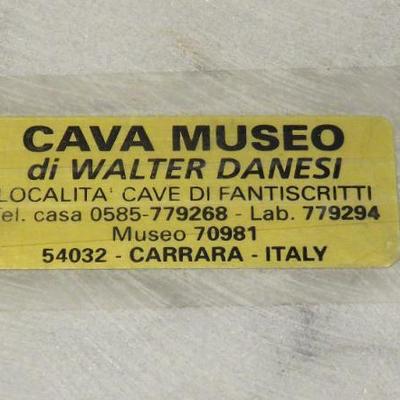 CAVA MUSEO
di WALTER DANESI
LOCALITA' CAVE DI FANTISCRITTI
Tel. casa 0585-779268 - Lab. 779294
Museo 70981
54032 - CARRARA - ITALY